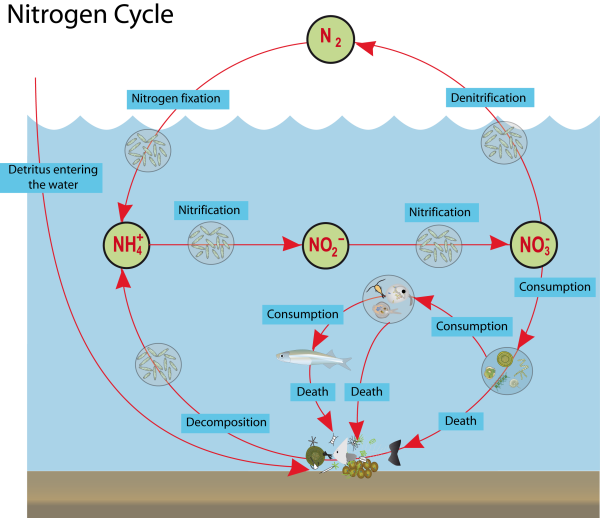 Nitrogen Cycle
N₂
Nitrogen fixation
Denitrification
Detritus entering
the water
Nitrification
Nitrification
NH₄⁺
NO₂⁻
NO₃⁻
Consumption
Consumption
Consumption
Death
Death
Death
Decomposition